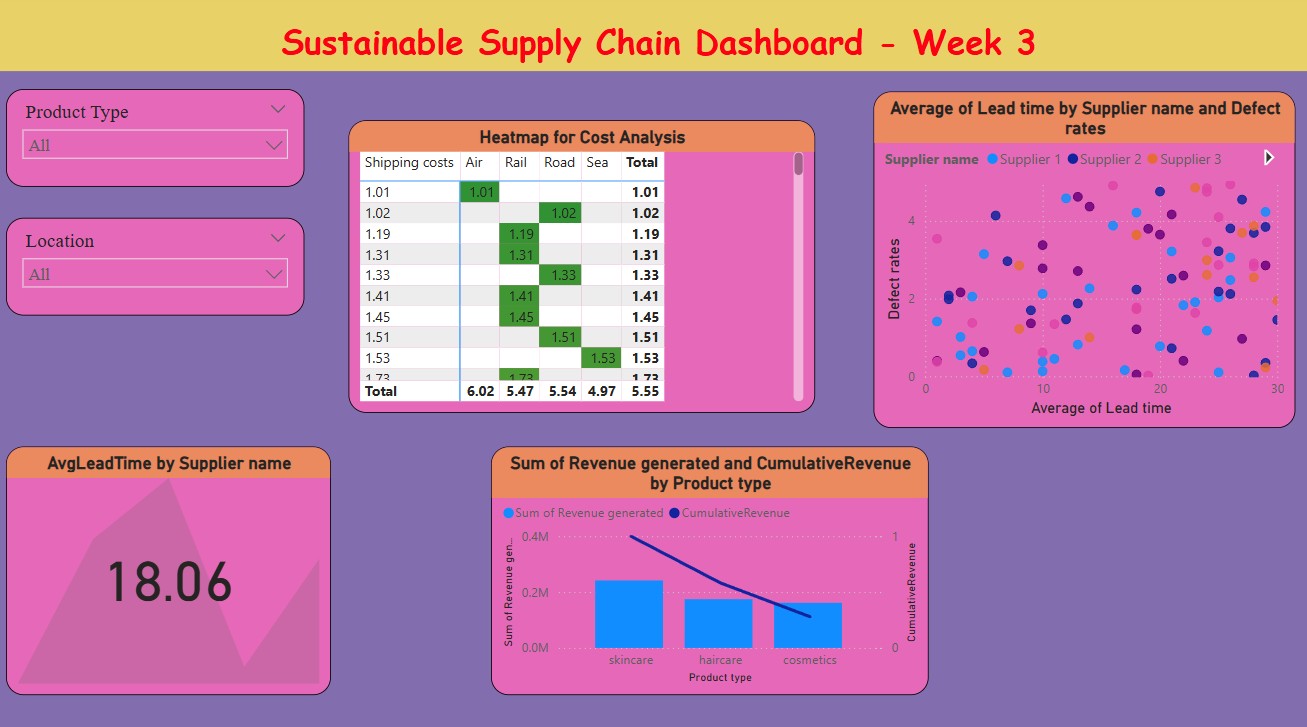 Sustainable Supply Chain Dashboard - Week 3
Product Type
All
Location
All
Heatmap for Cost Analysis
Shipping costs Air Rail Road Sea Total
1.01 1.01 1.01
1.02 1.02 1.02
1.19 1.19 1.19
1.31 1.31 1.31
1.33 1.33 1.33
1.41 1.41 1.41
1.45 1.45 1.45
1.51 1.51 1.51
1.53 1.53 1.53
1.73 1.73 1.73
Total 6.02 5.47 5.54 4.97 5.55
Average of Lead time by Supplier name and Defect
rates
Supplier name Supplier 1 Supplier 2 Supplier 3
Defect rates
4
2
0
0 10 20 30
Average of Lead time
AvgLeadTime by Supplier name
18.06
Sum of Revenue generated and CumulativeRevenue
by Product type
Sum of Revenue generated CumulativeRevenue
Sum of Revenue gen...
0.4M
0.2M
0.0M
1
0
CumulativeRevenue
skincare haircare cosmetics
Product type